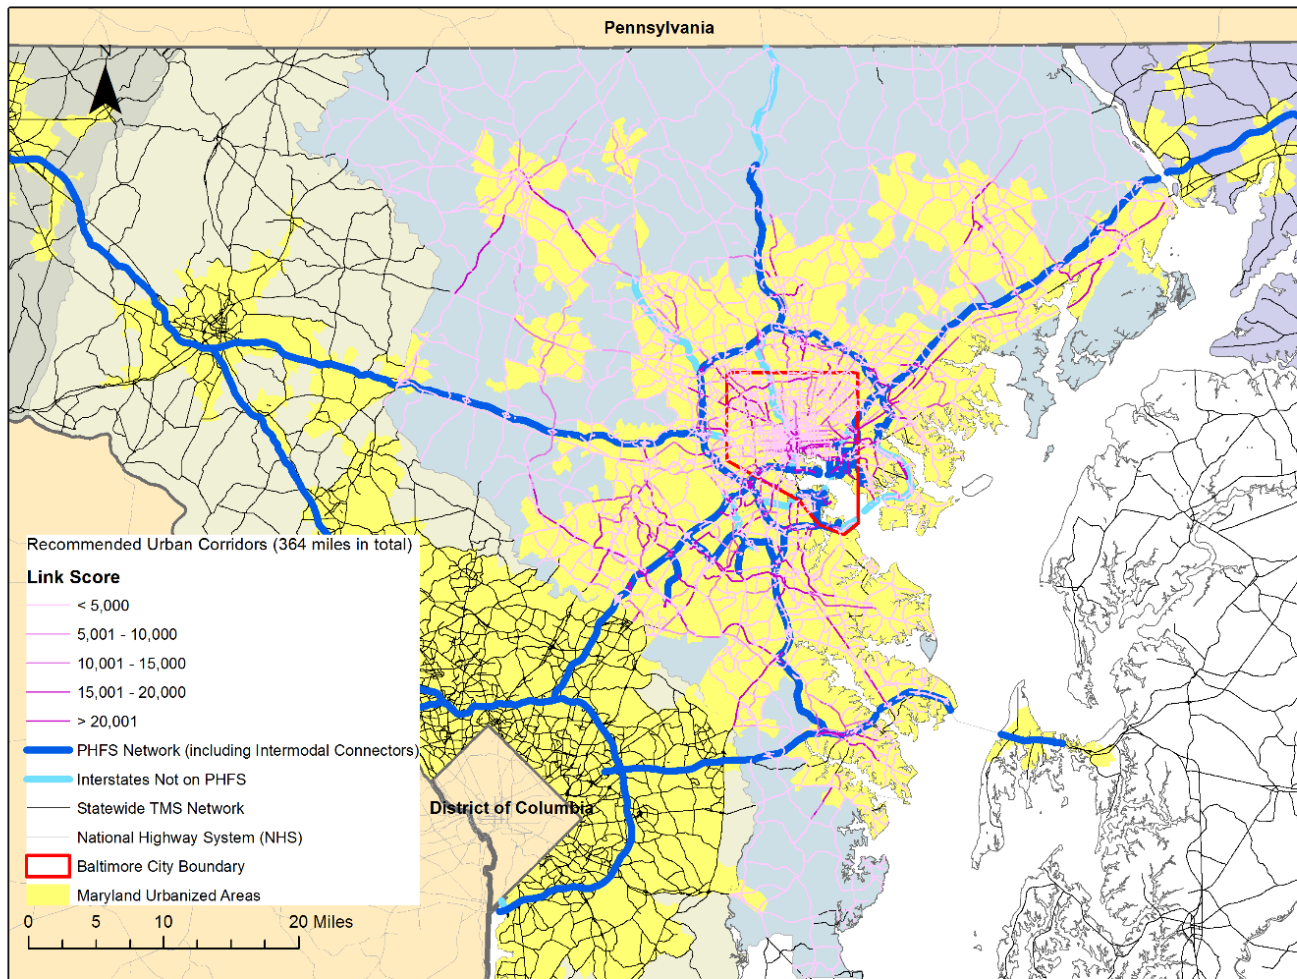 Pennsylvania
N
Recommended Urban Corridors (364 miles in total)
Link Score
< 5,000
5,001 - 10,000
10,001 - 15,000
15,001 - 20,000
> 20,001
PHFS Network (including Intermodal Connectors)
Interstates Not on PHFS
Statewide TMS Network
National Highway System (NHS)
Baltimore City Boundary
Maryland Urbanized Areas
District of Columbia
0 5 10 20 Miles